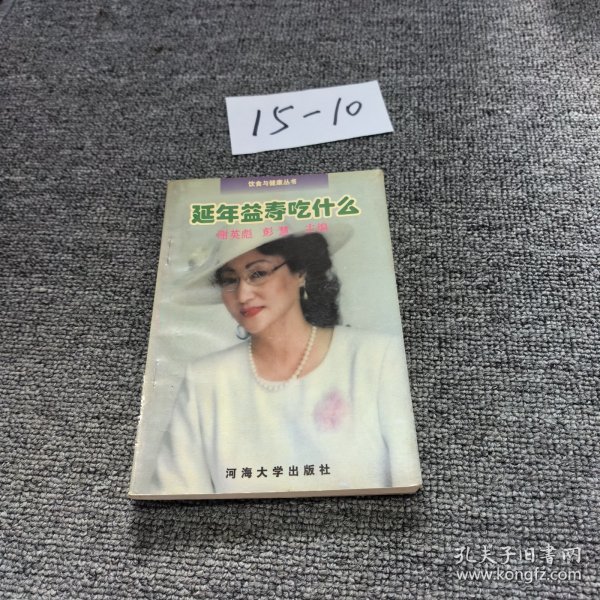 15-10
饮食与健康丛书
延年益寿吃什么
谢英彪 彭慧 主编
河海大学出版社
孔夫子旧书网
www.kongfz.com